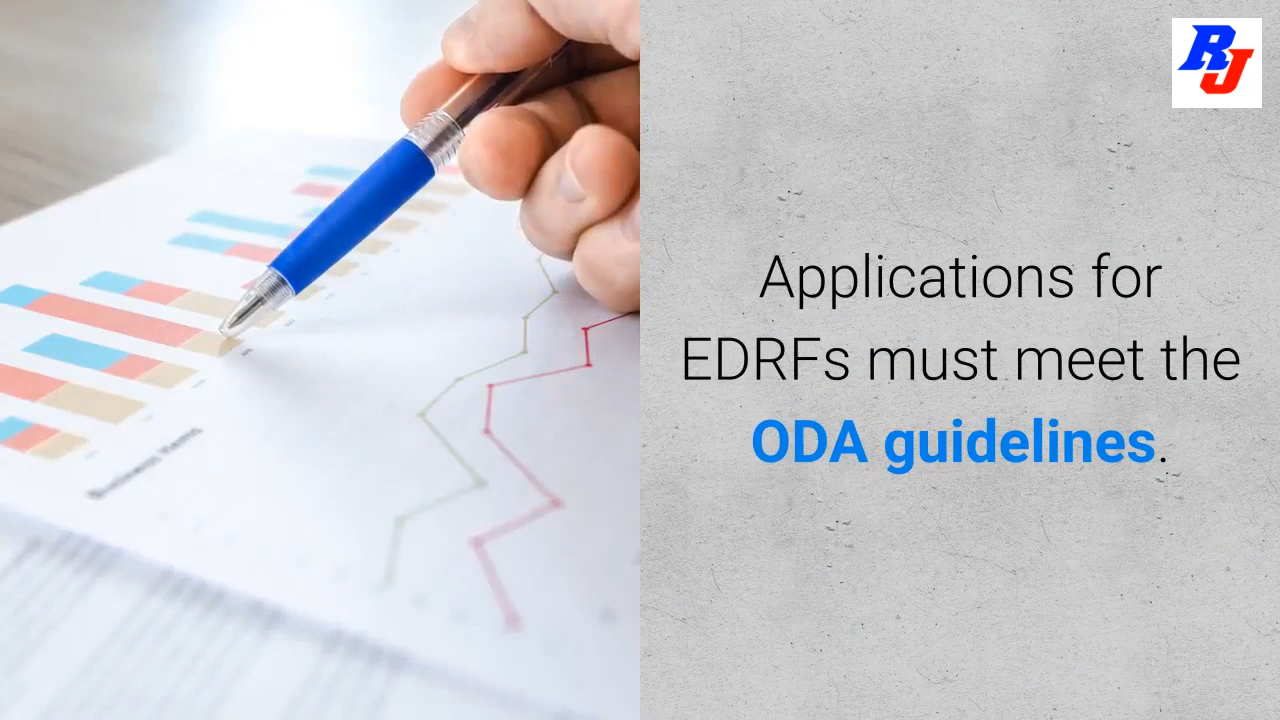 RJ
Applications for
EDRFs must meet the
ODA guidelines.